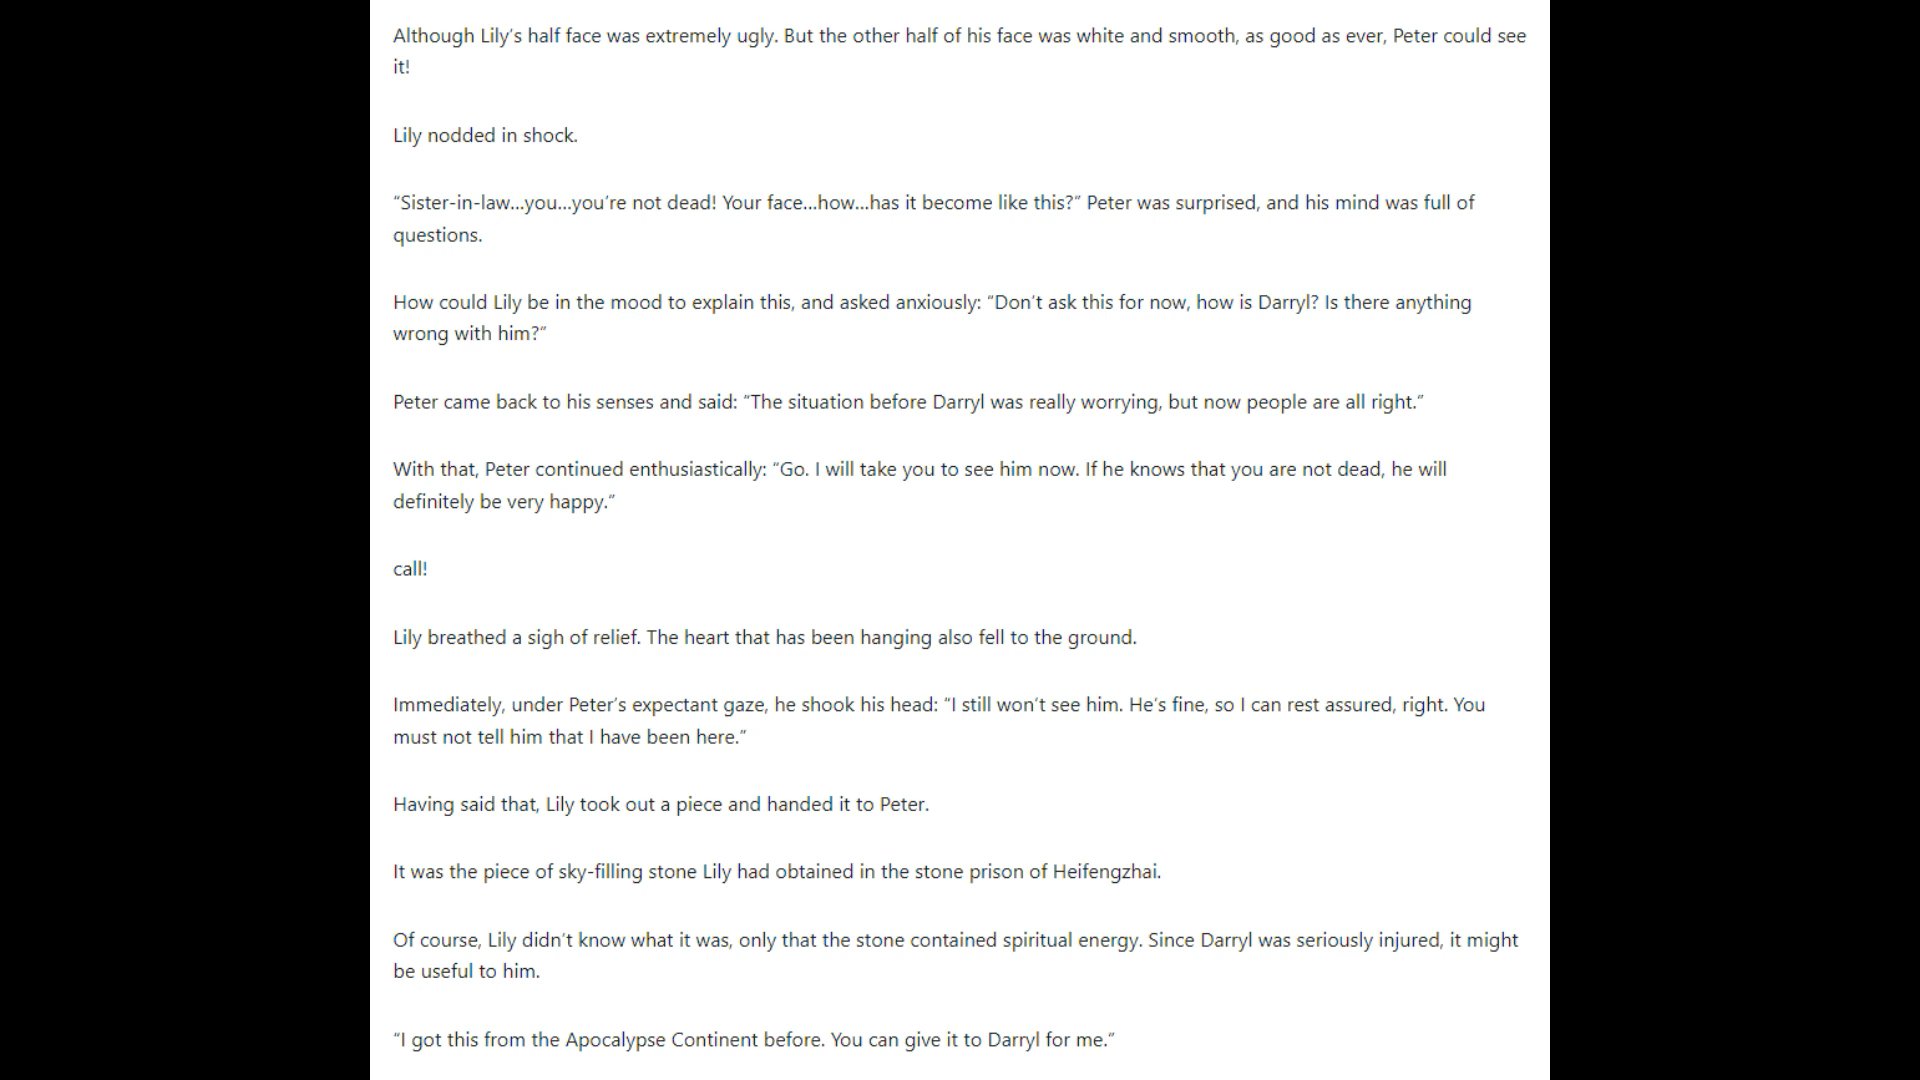 Although Lily’s half face was extremely ugly. But the other half of his face was white and smooth, as good as ever, Peter could see
it!
Lily nodded in shock.
“Sister-in-law…you…you’re not dead! Your face…how…has it become like this?” Peter was surprised, and his mind was full of
questions.
How could Lily be in the mood to explain this, and asked anxiously: “Don’t ask this for now, how is Darryl? Is there anything
wrong with him?”
Peter came back to his senses and said: “The situation before Darryl was really worrying, but now people are all right.”
With that, Peter continued enthusiastically: “Go. I will take you to see him now. If he knows that you are not dead, he will
definitely be very happy.”
call!
Lily breathed a sigh of relief. The heart that has been hanging also fell to the ground.
Immediately, under Peter’s expectant gaze, he shook his head: “I still won’t see him. He’s fine, so I can rest assured, right. You
must not tell him that I have been here.”
Having said that, Lily took out a piece and handed it to Peter.
It was the piece of sky-filling stone Lily had obtained in the stone prison of Heifengzhai.
Of course, Lily didn’t know what it was, only that the stone contained spiritual energy. Since Darryl was seriously injured, it might
be useful to him.
“I got this from the Apocalypse Continent before. You can give it to Darryl for me.”